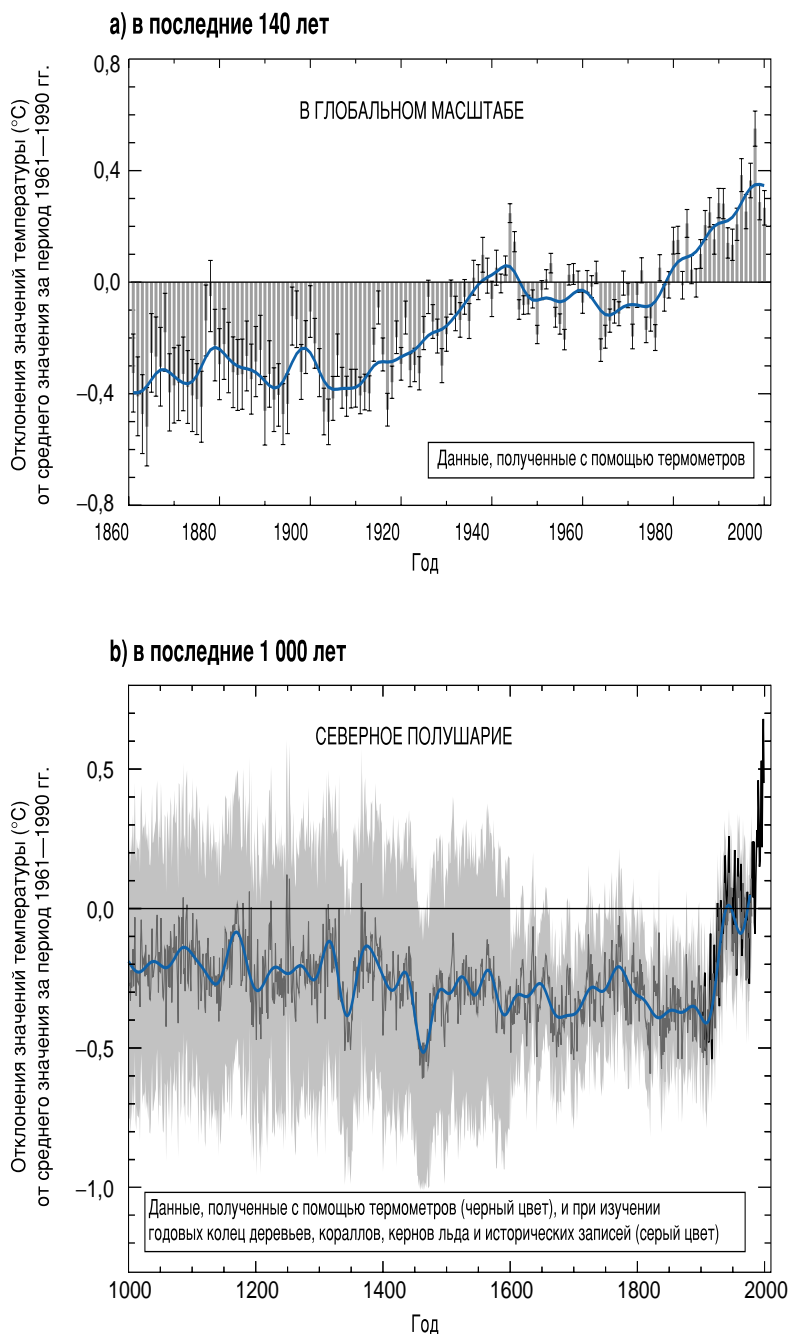 а) в последние 140 лет
Отклонения значений температуры (°C)
от среднего значения за период 1961—1990 гг.
0,8
0,4
0,0
–0,4
–0,8
В ГЛОБАЛЬНОМ МАСШТАБЕ
Данные, полученные с помощью термометров
1860 1880 1900 1920 1940 1960 1980 2000
Год
b) в последние 1 000 лет
Отклонения значений температуры (°C)
от среднего значения за период 1961—1990 гг.
0,5
0,0
–0,5
–1,0
СЕВЕРНОЕ ПОЛУШАРИЕ
Данные, полученные с помощью термометров (черный цвет), и при изучении
годовых колец деревьев, кораллов, кернов льда и исторических записей (серый цвет)
1000 1200 1400 1600 1800 2000
Год